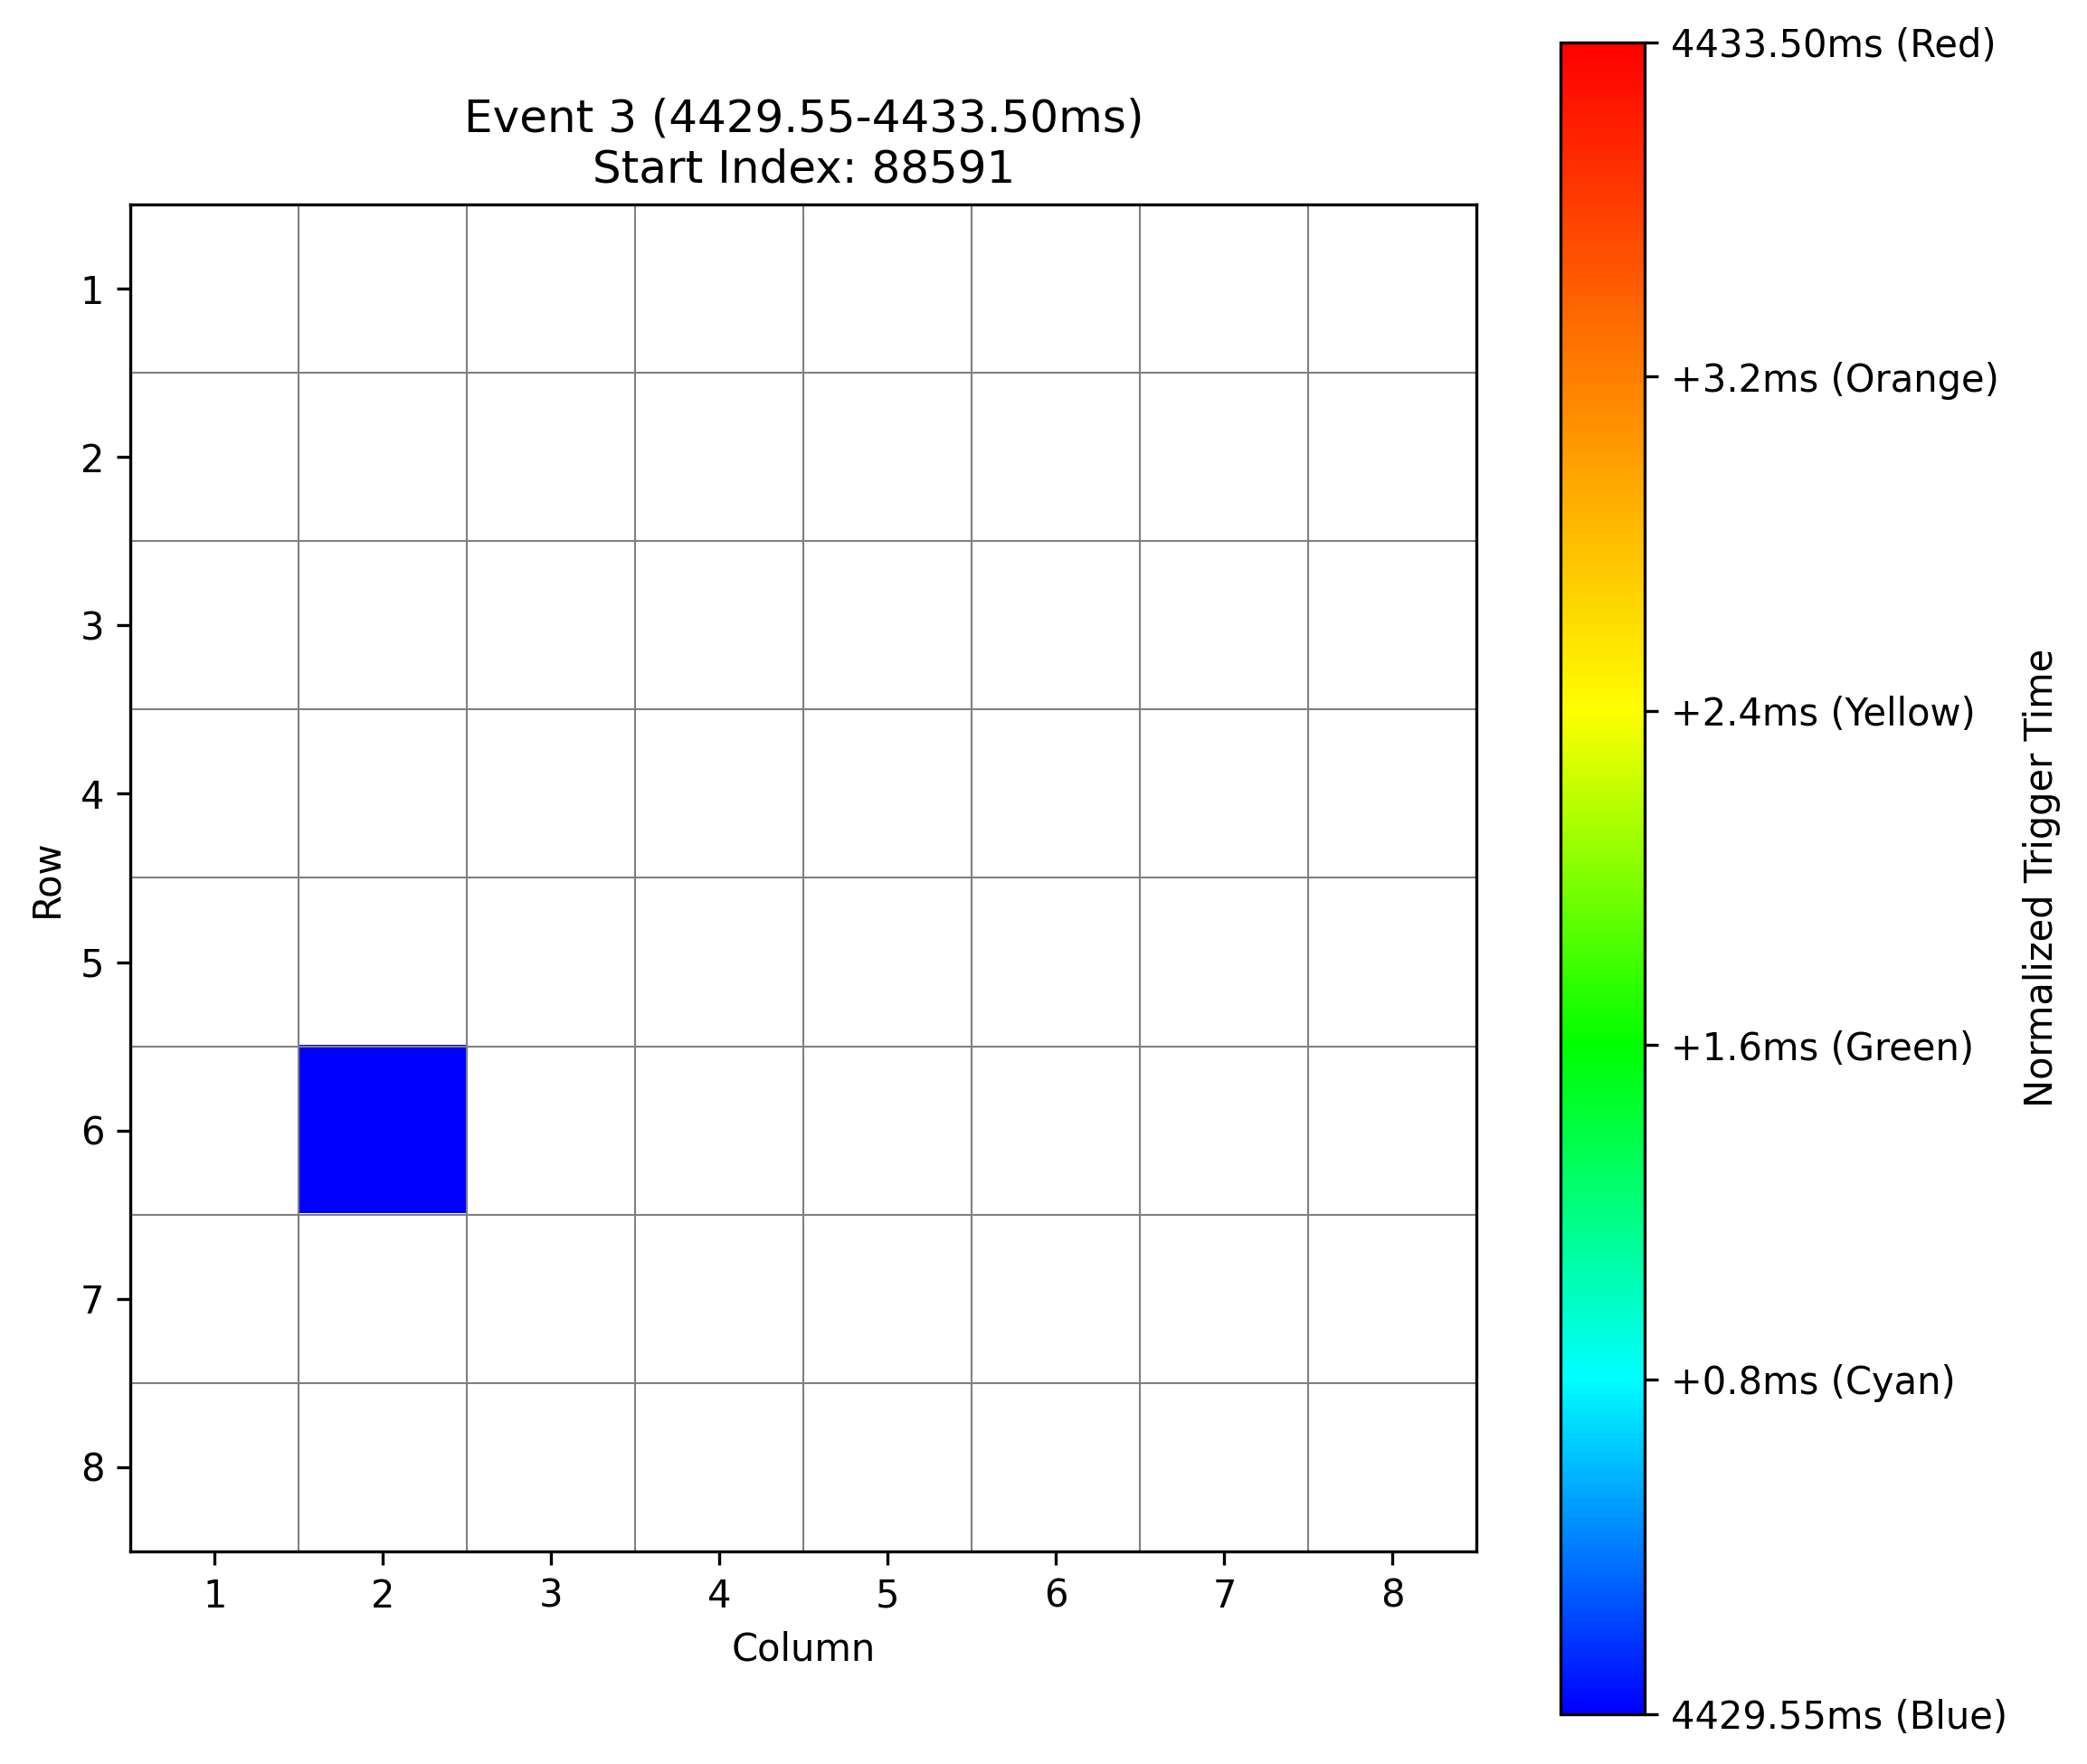 Event 3 (4429.55-4433.50ms)
Start Index: 88591
Row
1
2
3
4
5
6
7
8
1 2 3 4 5 6 7 8
Column
4433.50ms (Red)
+3.2ms (Orange)
+2.4ms (Yellow)
+1.6ms (Green)
+0.8ms (Cyan)
4429.55ms (Blue)
Normalized Trigger Time